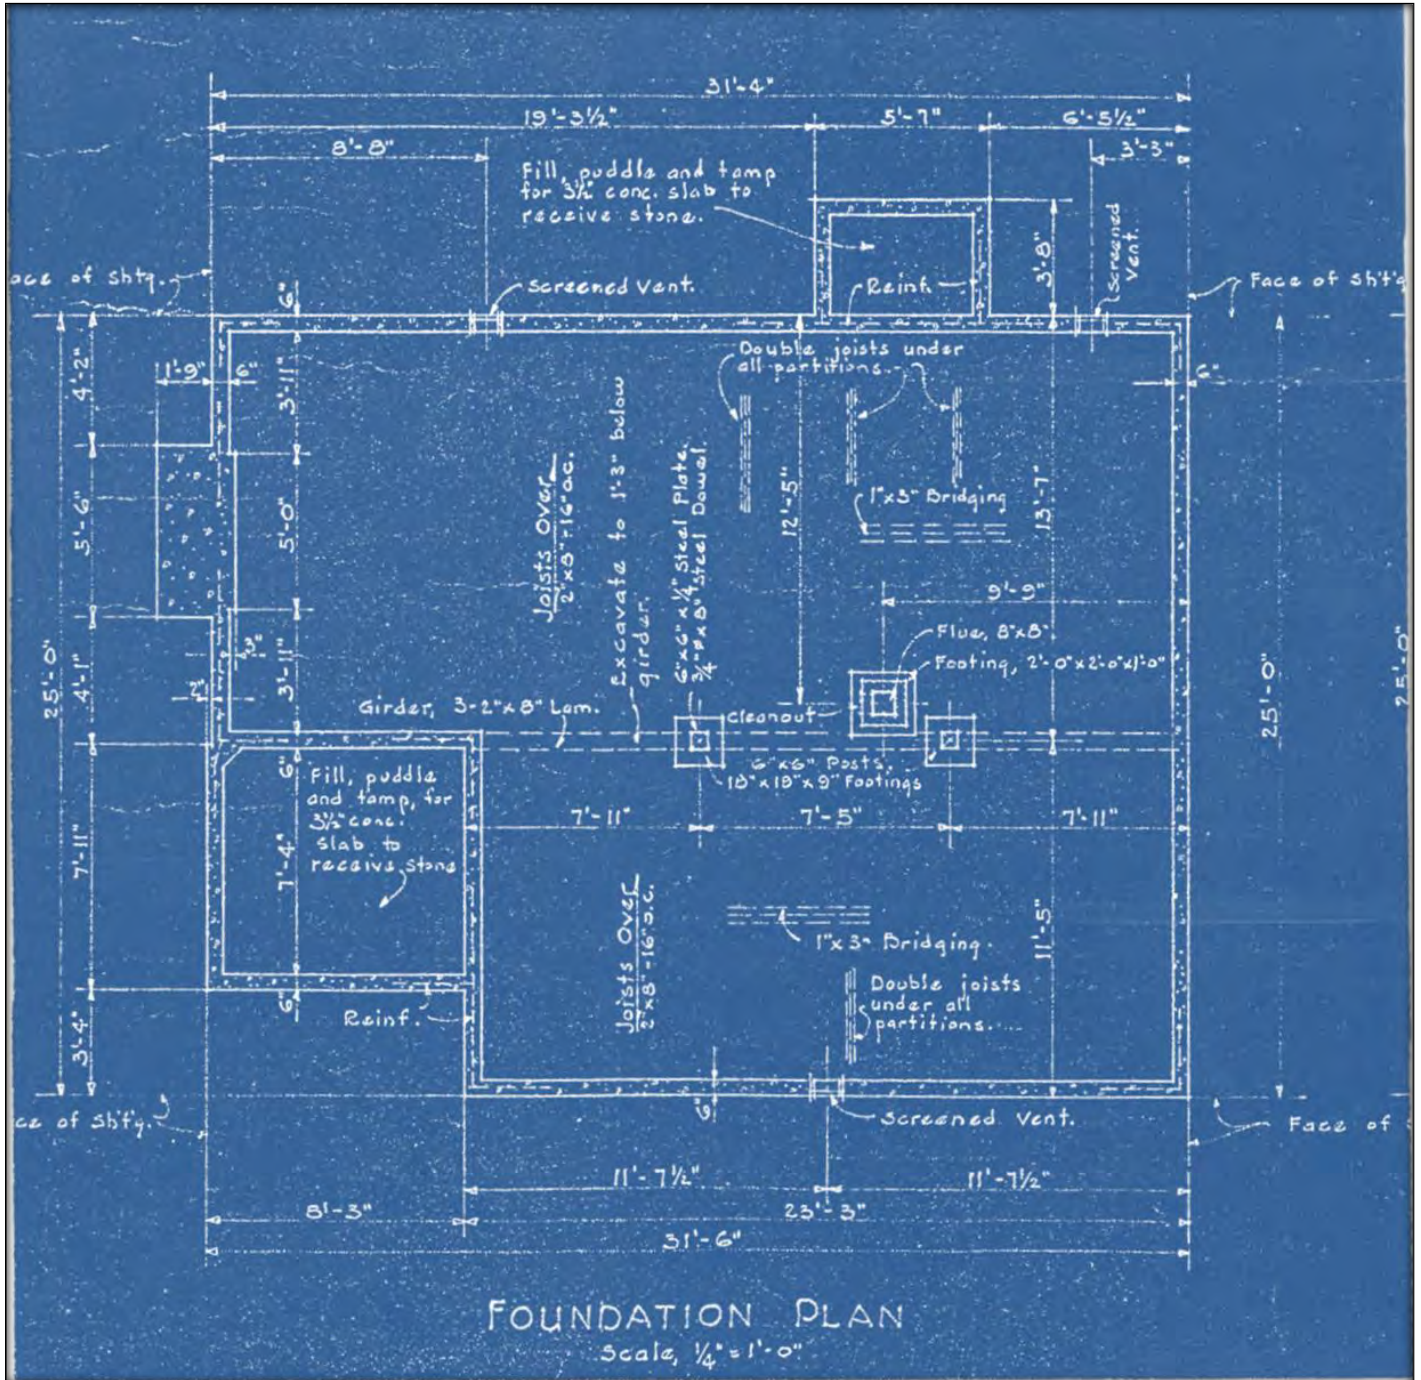 31'-4"
19'-3½"
5'-7"
6'-5½"
8'-8"
3'-3"
Fill, puddle and tamp
for 3½" conc. slab to
receive stone.
Screened
Vent.
3'-8"
ace of Sht'g.
6"
Screened Vent.
Reinf.
Face of Sht'g
4'-2"
1'-9"
6"
3'-11"
Double joists under
all partitions.
6"
Joists Over
2"x8"-16"o.c.
Excavate to 1'-3" below
girder.
6"x6"x¼" Steel Plate
¾"ø x 8" Steel Dowel
12'-5"
1"x3" Bridging
13'-7"
5'-6"
5'-0"
9'-9"
Flue, 8"x8"
Footing, 2'-0"x2'-0"x1'-0"
25'-0"
4'-1"
3"
2"
3'-11"
25'-0"
25'-0"
Girder, 3-2"x8" Lam.
Cleanout
6"x6" Posts,
18"x18"x9" Footings
6"
Fill, puddle
and tamp, for
3½" conc.
slab to
receive stone
7'-11"
7'-4"
7'-11"
7'-5"
7'-11"
Joists Over
2"x8"-16"o.c.
11'-5"
1"x3" Bridging.
Double joists
under all
partitions.
6"
Reinf.
3'-4"
6"
ce of Sht'g.
Screened Vent.
Face of
11'-7½"
11'-7½"
8'-3"
23'-3"
31'-6"
FOUNDATION PLAN
Scale, ¼" = 1'-0"